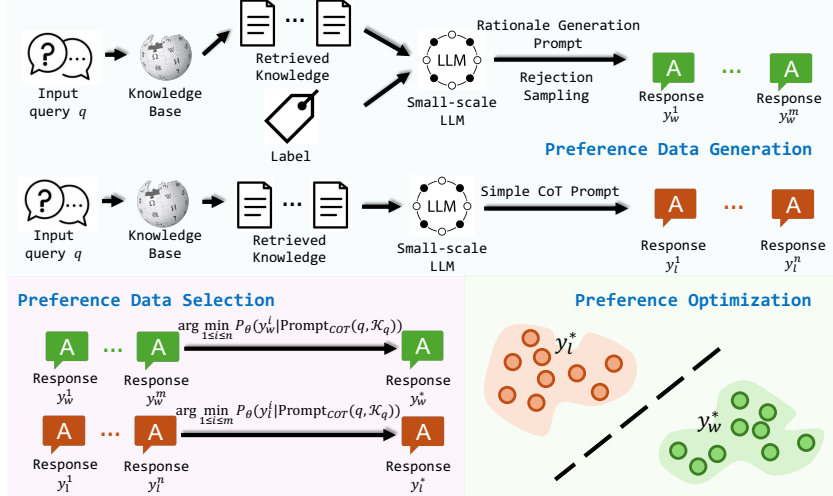 Input
query q
Knowledge
Base
...
Retrieved
Knowledge
Label
LLM
Small-scale
LLM
Rationale Generation
Prompt
Rejection
Sampling
A ... A
Response Response
y_w^1 y_w^m
Preference Data Generation
Input
query q
Knowledge
Base
...
Retrieved
Knowledge
LLM
Small-scale
LLM
Simple CoT Prompt
A ... A
Response Response
y_l^1 y_l^n
Preference Data Selection
A ... A
Response Response
y_w^1 y_w^m
arg min P_θ(y_w^i|Prompt_COT(q, 𝒦_q))
1≤i≤n
A
Response
y_w^*
A ... A
Response Response
y_l^1 y_l^n
arg min P_θ(y_l^i|Prompt_COT(q, 𝒦_q))
1≤i≤m
A
Response
y_l^*
Preference Optimization
y_l^*
y_w^*